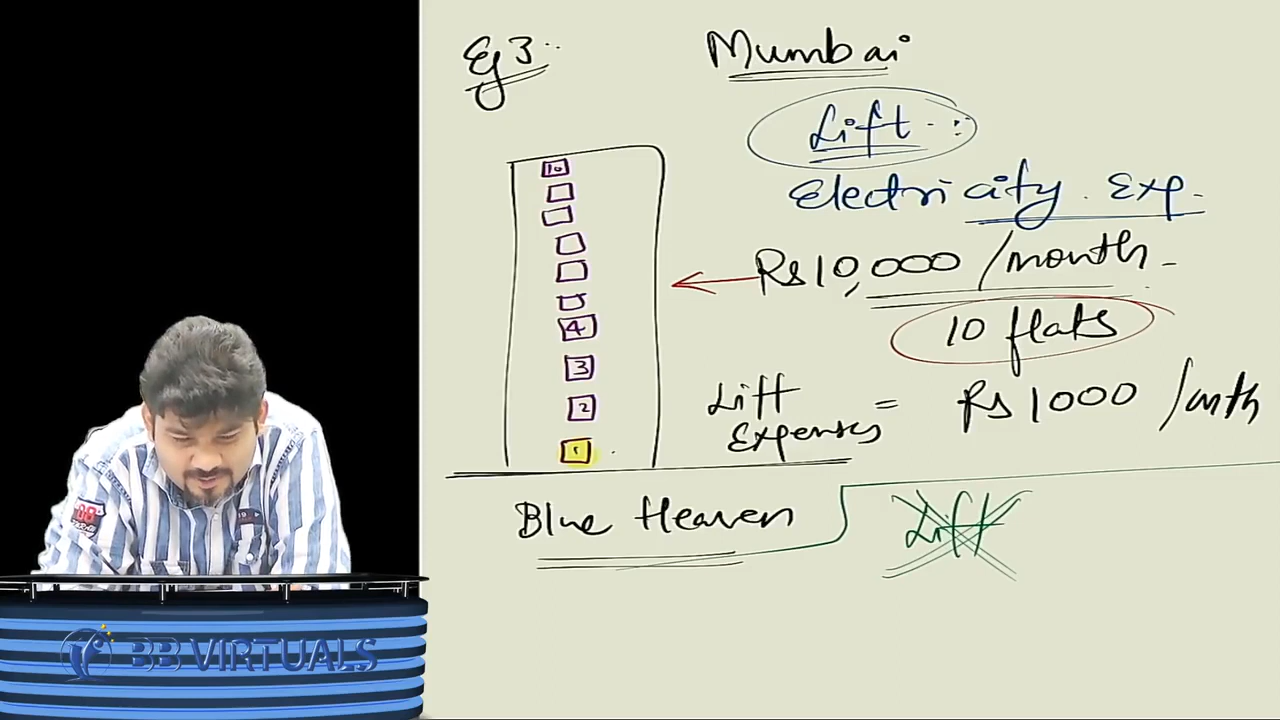 Eg 3:
Mumbai
Lift
Electricity Exp.
Rs 10,000 /month
10 flats
Lift Expenses = Rs 1000 /mth
10
4
3
2
1
Blue Heaven
Lift
08
BB VIRTUALS